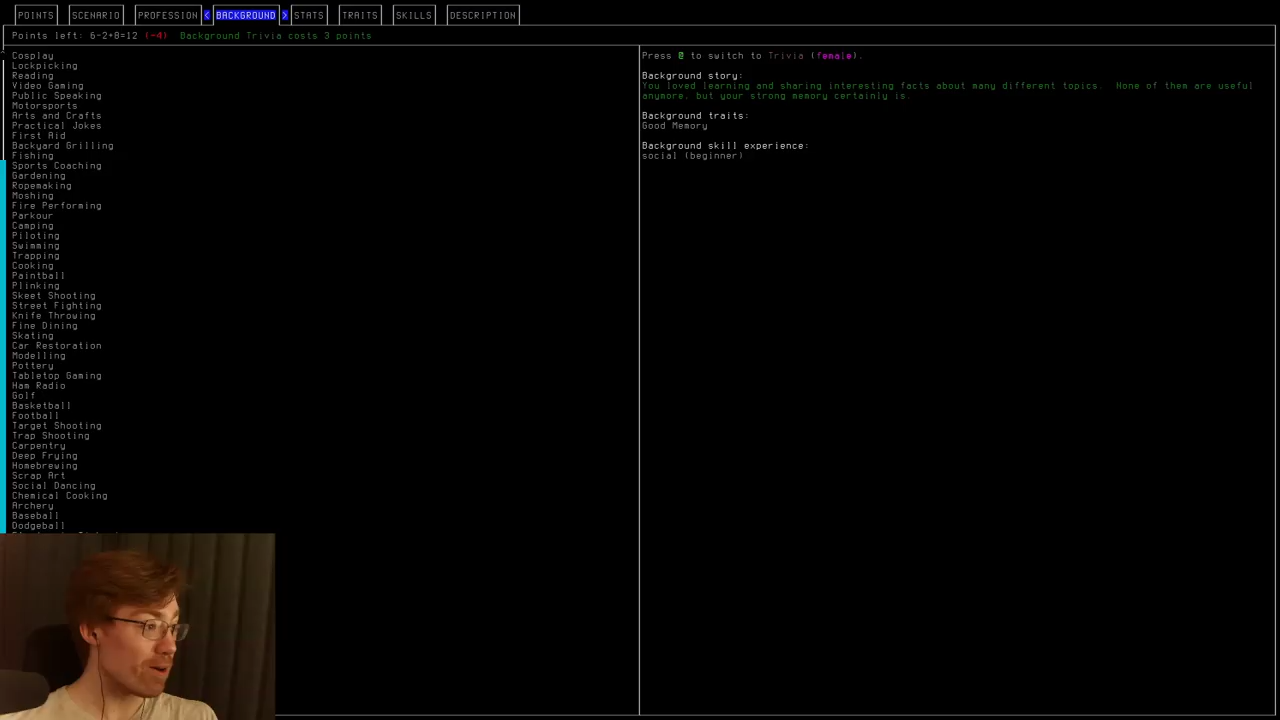 POINTS SCENARIO PROFESSION < BACKGROUND > STATS TRAITS SKILLS DESCRIPTION
Points left: 6-2+8=12 (-4) Background Trivia costs 3 points
Cosplay
Lockpicking
Reading
Video Gaming
Public Speaking
Motorsports
Arts and Crafts
Practical Jokes
First Aid
Backyard Grilling
Fishing
Sports Coaching
Gardening
Ropemaking
Moshing
Fire Performing
Parkour
Camping
Piloting
Swimming
Trapping
Cooking
Paintball
Plinking
Skeet Shooting
Street Fighting
Knife Throwing
Fine Dining
Skating
Car Restoration
Modelling
Pottery
Tabletop Gaming
Ham Radio
Golf
Basketball
Football
Target Shooting
Trap Shooting
Carpentry
Deep Frying
Homebrewing
Scrap Art
Social Dancing
Chemical Cooking
Archery
Baseball
Dodgeball
Press @ to switch to Trivia (female).
Background story:
You loved learning and sharing interesting facts about many different topics. None of them are useful
anymore, but your strong memory certainly is.
Background traits:
Good Memory
Background skill experience:
social (beginner)